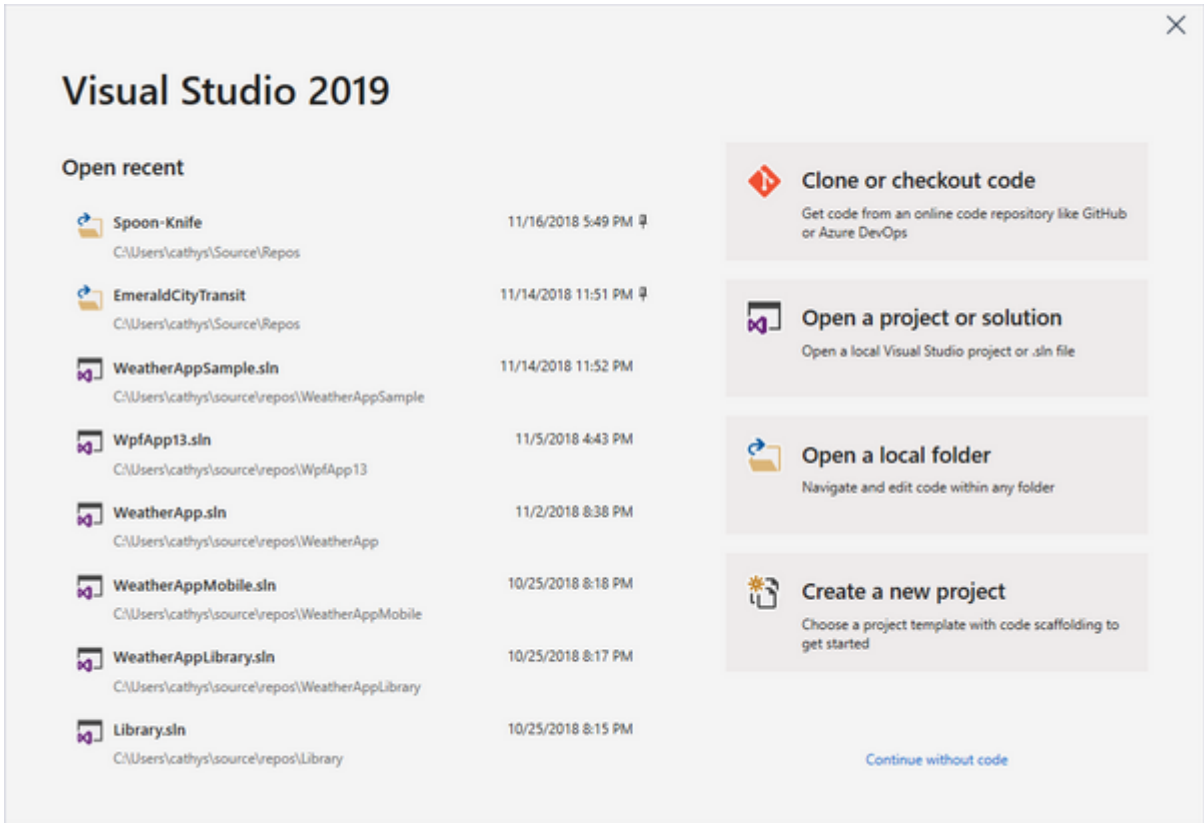 Visual Studio 2019
Open recent
Spoon-Knife 11/16/2018 5:49 PM
C:\Users\cathys\Source\Repos
EmeraldCityTransit 11/14/2018 11:51 PM
C:\Users\cathys\Source\Repos
WeatherAppSample.sln 11/14/2018 11:52 PM
C:\Users\cathys\source\repos\WeatherAppSample
WpfApp13.sln 11/5/2018 4:43 PM
C:\Users\cathys\source\repos\WpfApp13
WeatherApp.sln 11/2/2018 8:38 PM
C:\Users\cathys\source\repos\WeatherApp
WeatherAppMobile.sln 10/25/2018 8:18 PM
C:\Users\cathys\source\repos\WeatherAppMobile
WeatherAppLibrary.sln 10/25/2018 8:17 PM
C:\Users\cathys\source\repos\WeatherAppLibrary
Library.sln 10/25/2018 8:15 PM
C:\Users\cathys\source\repos\Library
Clone or checkout code
Get code from an online code repository like GitHub
or Azure DevOps
Open a project or solution
Open a local Visual Studio project or .sln file
Open a local folder
Navigate and edit code within any folder
Create a new project
Choose a project template with code scaffolding to
get started
Continue without code